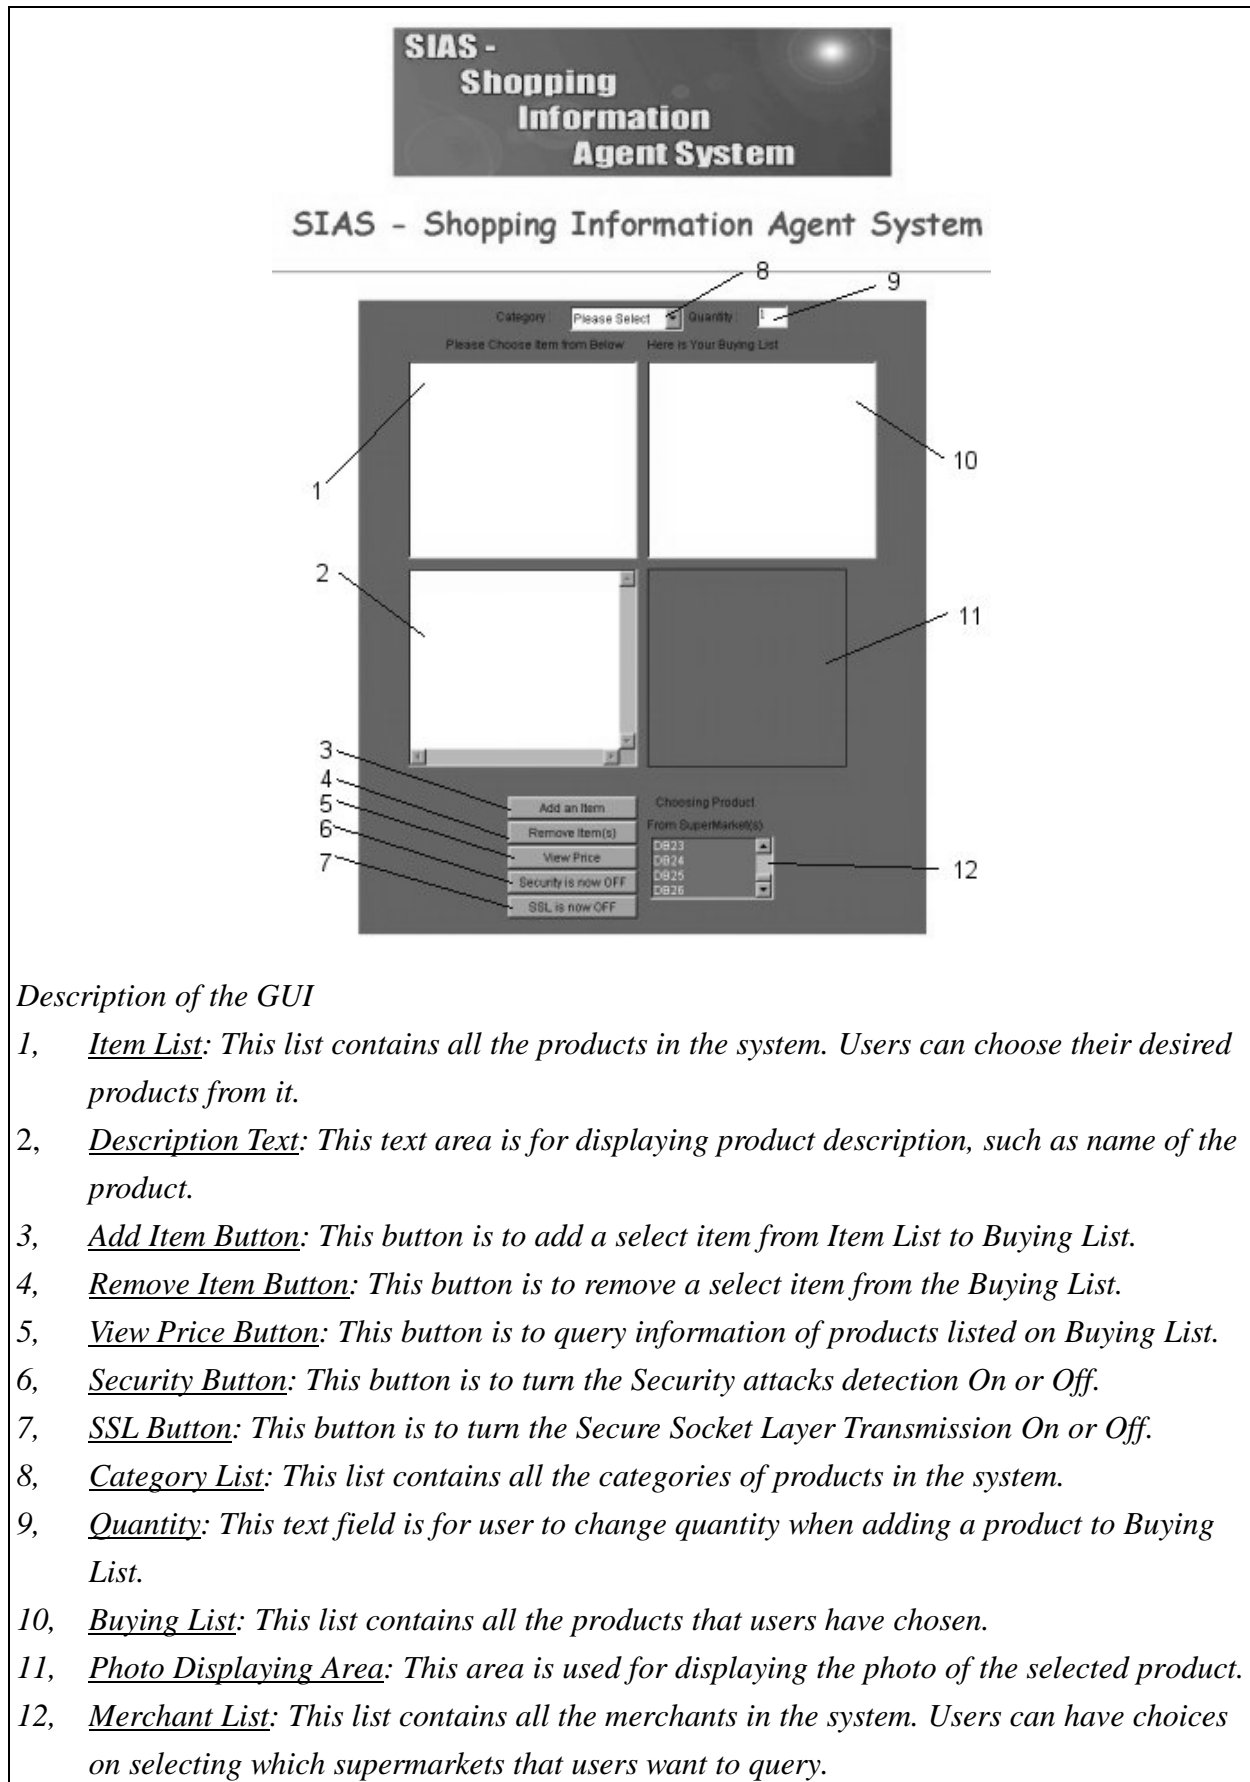 SIAS -
Shopping
Information
Agent System
SIAS - Shopping Information Agent System
8
9
Category : Please Select Quantity : 1
Please Choose Item from Below Here is Your Buying List
1
10
2
11
3
4
5
6
7
Add an Item
Remove Item(s)
View Price
Security is now OFF
SSL is now OFF
Choosing Product
From SuperMarket(s)
DB23
DB24
DB25
DB26
12
Description of the GUI
1, Item List: This list contains all the products in the system. Users can choose their desired
products from it.
2, Description Text: This text area is for displaying product description, such as name of the
product.
3, Add Item Button: This button is to add a select item from Item List to Buying List.
4, Remove Item Button: This button is to remove a select item from the Buying List.
5, View Price Button: This button is to query information of products listed on Buying List.
6, Security Button: This button is to turn the Security attacks detection On or Off.
7, SSL Button: This button is to turn the Secure Socket Layer Transmission On or Off.
8, Category List: This list contains all the categories of products in the system.
9, Quantity: This text field is for user to change quantity when adding a product to Buying
List.
10, Buying List: This list contains all the products that users have chosen.
11, Photo Displaying Area: This area is used for displaying the photo of the selected product.
12, Merchant List: This list contains all the merchants in the system. Users can have choices
on selecting which supermarkets that users want to query.